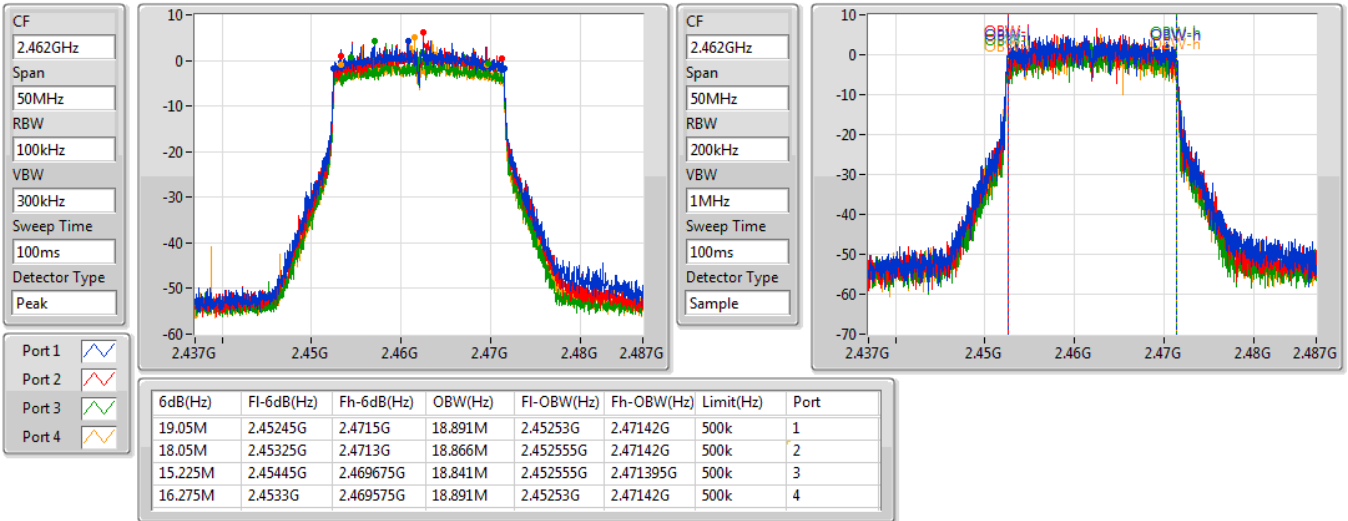 CF
2.462GHz
Span
50MHz
RBW
100kHz
VBW
300kHz
Sweep Time
100ms
Detector Type
Peak
10
0
-10
-20
-30
-40
-50
-60
2.437G 2.45G 2.46G 2.47G 2.48G 2.487G
CF
2.462GHz
Span
50MHz
RBW
200kHz
VBW
1MHz
Sweep Time
100ms
Detector Type
Sample
10
0
-10
-20
-30
-40
-50
-60
-70
OBW-h
OBW-h
2.437G 2.45G 2.46G 2.47G 2.48G 2.487G
Port 1
Port 2
Port 3
Port 4
6dB(Hz) Fl-6dB(Hz) Fh-6dB(Hz) OBW(Hz) Fl-OBW(Hz) Fh-OBW(Hz) Limit(Hz) Port
19.05M 2.45245G 2.4715G 18.891M 2.45253G 2.47142G 500k 1
18.05M 2.45325G 2.4713G 18.866M 2.452555G 2.47142G 500k 2
15.225M 2.45445G 2.469675G 18.841M 2.452555G 2.471395G 500k 3
16.275M 2.4533G 2.469575G 18.891M 2.45253G 2.47142G 500k 4